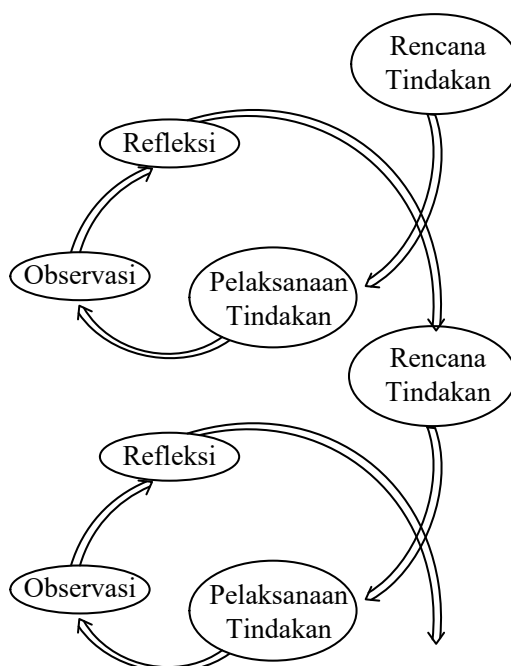 Rencana
Tindakan
Refleksi
Observasi
Pelaksanaan
Tindakan
Rencana
Tindakan
Refleksi
Observasi
Pelaksanaan
Tindakan